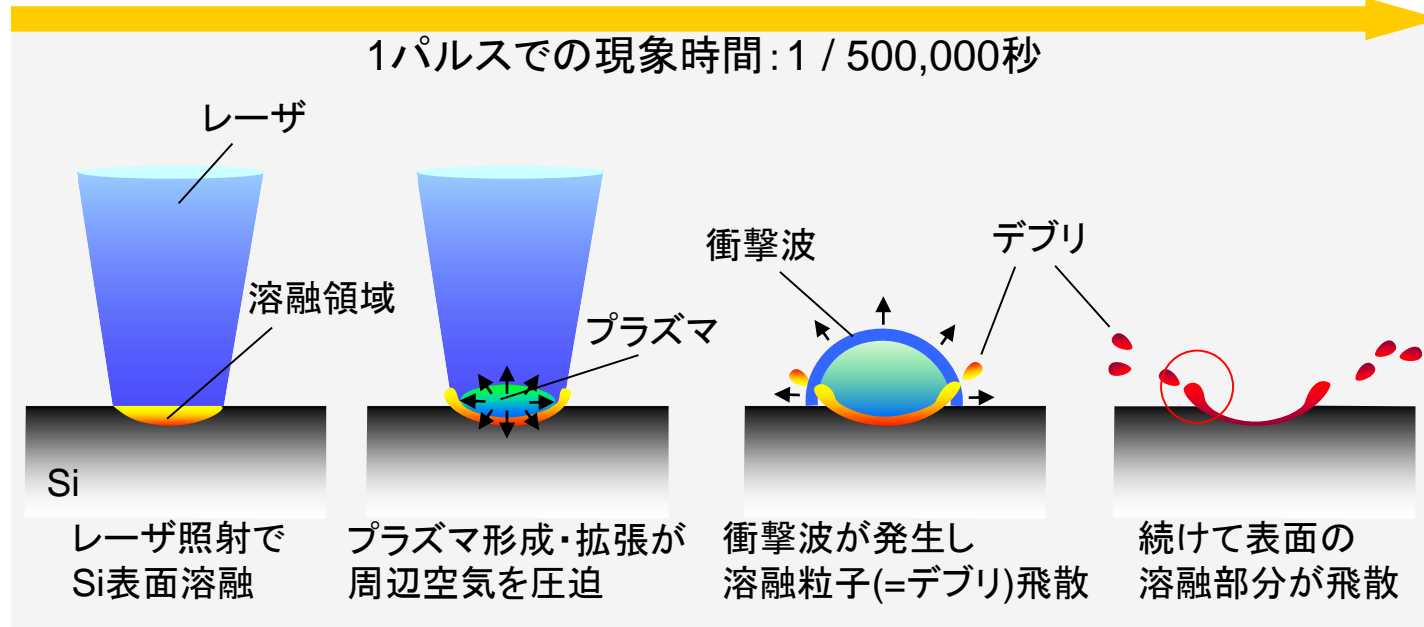 1パルスでの現象時間：1 / 500,000秒
レーザ
溶融領域
Si
レーザ照射で
Si表面溶融
プラズマ
プラズマ形成・拡張が
周辺空気を圧迫
衝撃波
デブリ
衝撃波が発生し
溶融粒子(=デブリ)飛散
続けて表面の
溶融部分が飛散